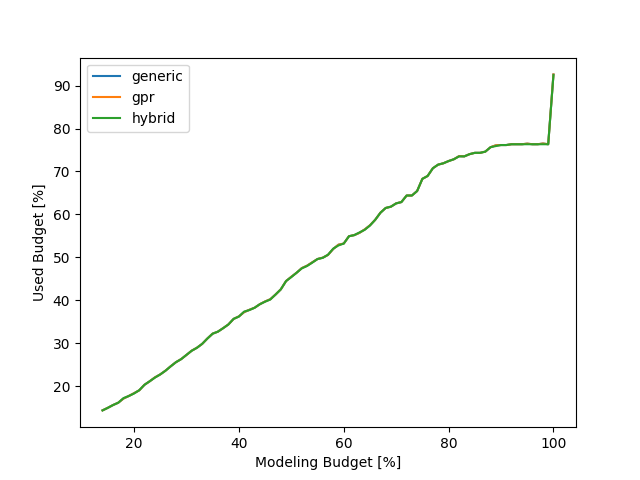 generic
gpr
hybrid
90
80
70
60
50
40
30
20
Used Budget [%]
20 40 60 80 100
Modeling Budget [%]